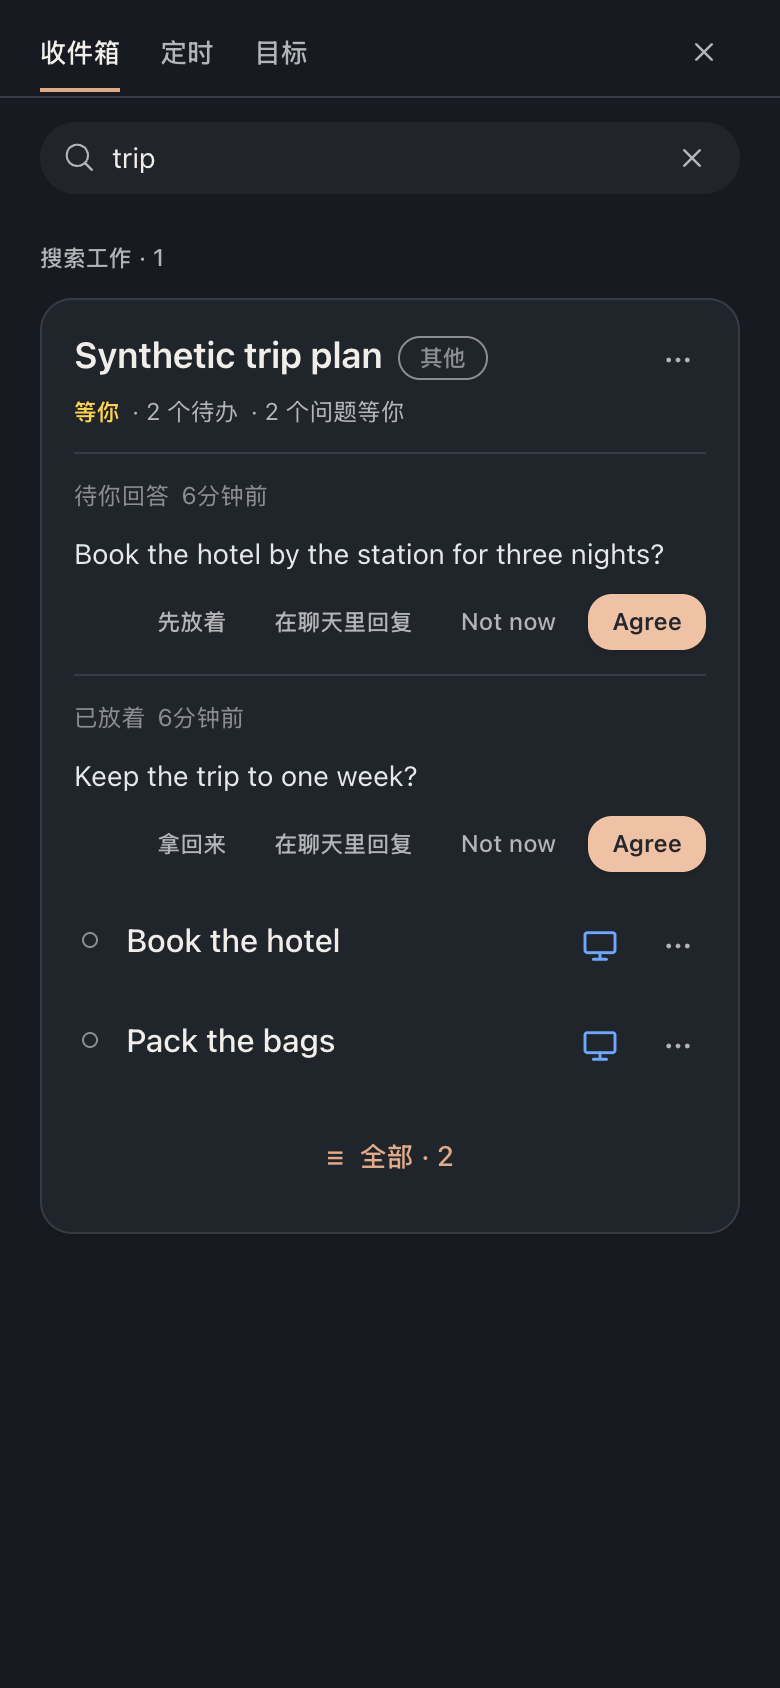 收件箱 定时 目标
trip
搜索工作 · 1
Synthetic trip plan 其他
等你 · 2 个待办 · 2 个问题等你
待你回答 6分钟前
Book the hotel by the station for three nights?
先放着 在聊天里回复 Not now Agree
已放着 6分钟前
Keep the trip to one week?
拿回来 在聊天里回复 Not now Agree
Book the hotel
Pack the bags
全部 · 2